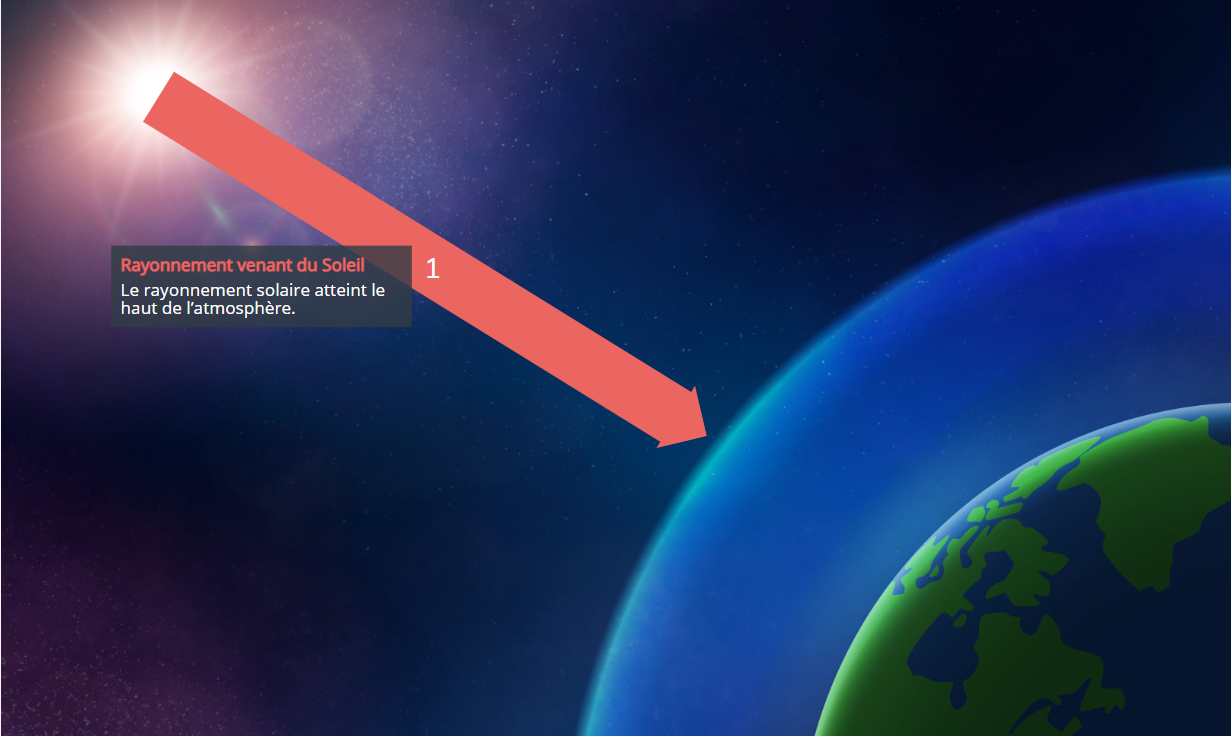 Rayonnement venant du Soleil
Le rayonnement solaire atteint le
haut de l’atmosphère.
1